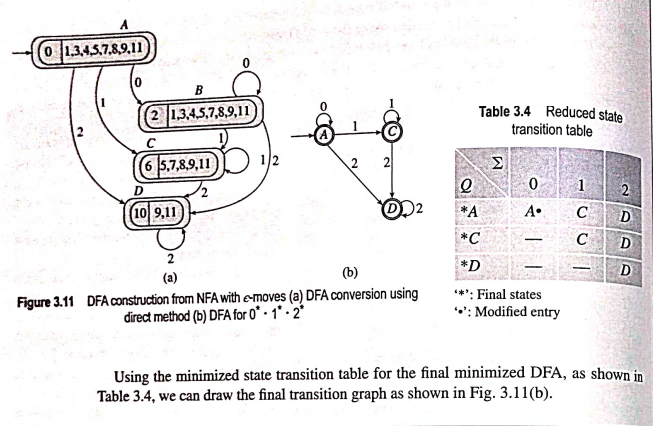 A
0 1,3,4,5,7,8,9,11
0
1
2
B
0
2 1,3,4,5,7,8,9,11
C
1
1
2
6 5,7,8,9,11
D
2
10 9,11
2
(a)
0
1
A
1
C
2
2
D
2
(b)
Table 3.4 Reduced state
transition table
Σ
Q 0 1 2
*A A• C D
*C — C D
*D — — D
'*': Final states
'•': Modified entry
Figure 3.11 DFA construction from NFA with ϵ-moves (a) DFA conversion using
direct method (b) DFA for 0* · 1* · 2*
Using the minimized state transition table for the final minimized DFA, as shown in
Table 3.4, we can draw the final transition graph as shown in Fig. 3.11(b).